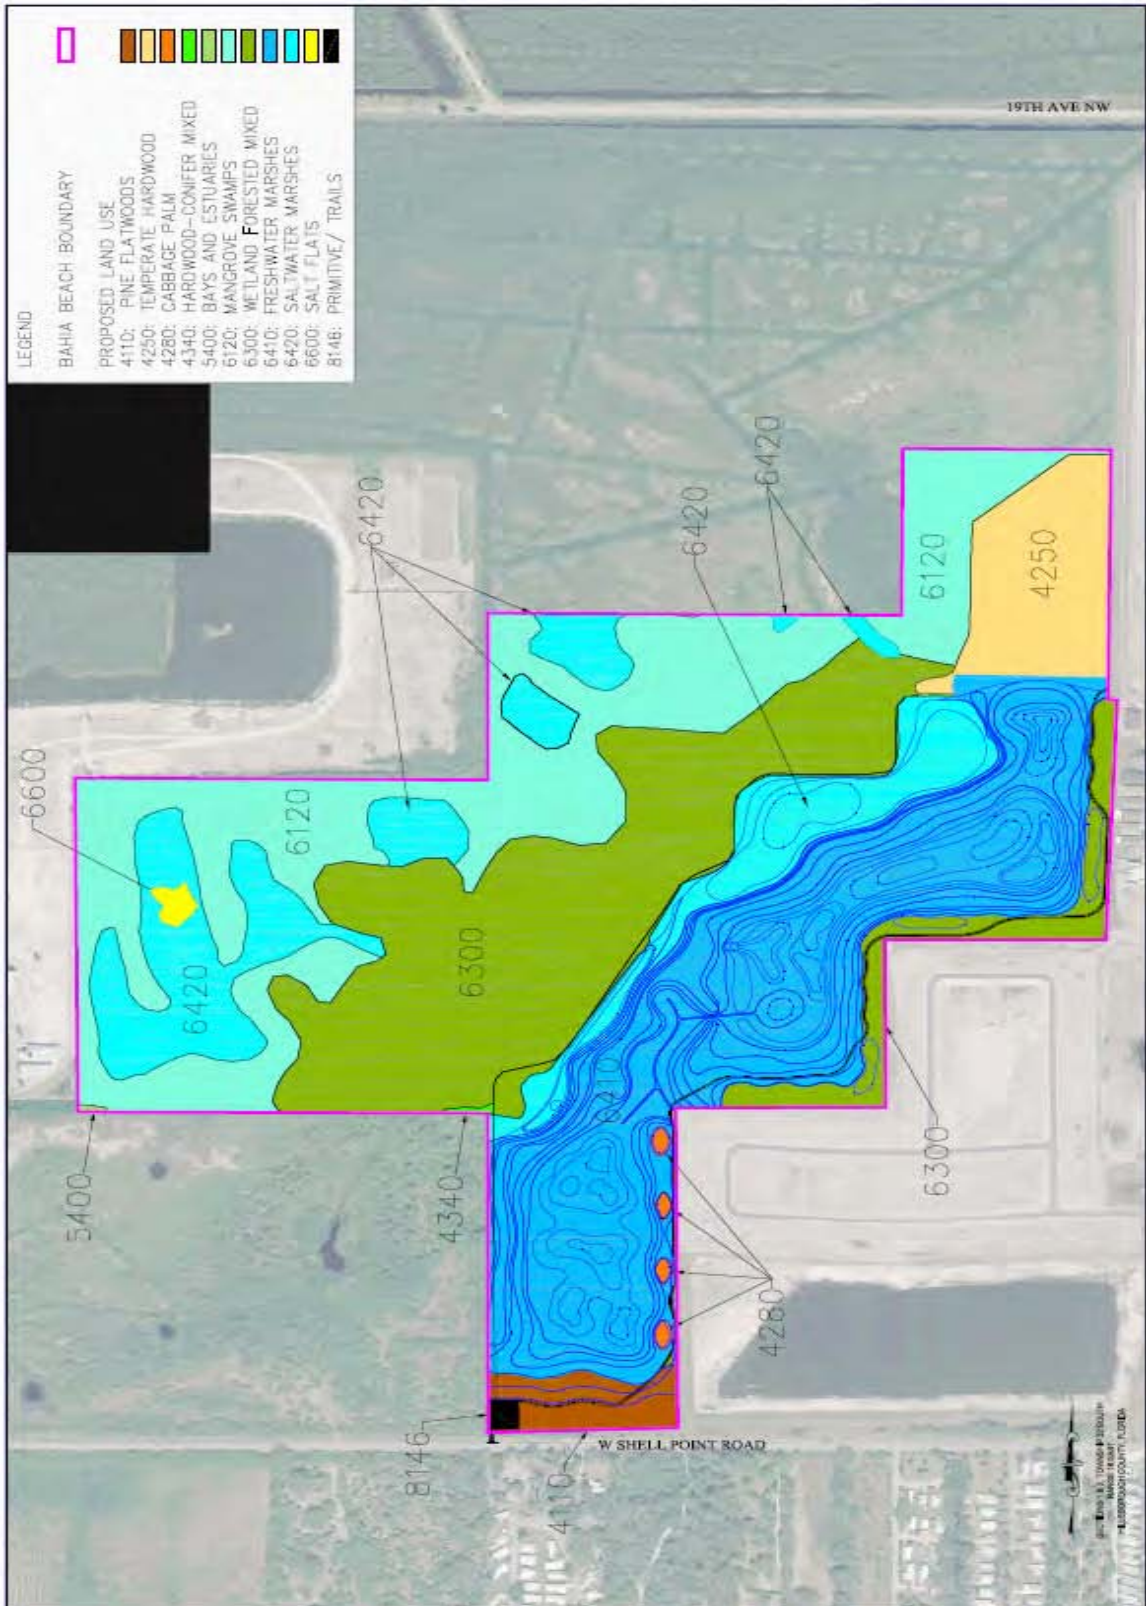 LEGEND
BAHIA BEACH BOUNDARY
PROPOSED LAND USE
4110: PINE FLATWOODS
4250: TEMPERATE HARDWOOD
4280: CABBAGE PALM
4340: HARDWOOD-CONIFER MIXED
5400: BAYS AND ESTUARIES
6120: MANGROVE SWAMPS
6300: WETLAND FORESTED MIXED
6410: FRESHWATER MARSHES
6420: SALTWATER MARSHES
6600: SALT FLATS
8146: PRIMITIVE/ TRAILS
19TH AVE NW
6420
6420
6420
6120
4250
6600
6120
6420
6300
5400
4340
6410
6300
4280
8146
4110
W SHELL POINT ROAD
HILLSBOROUGH COUNTY, FLORIDA